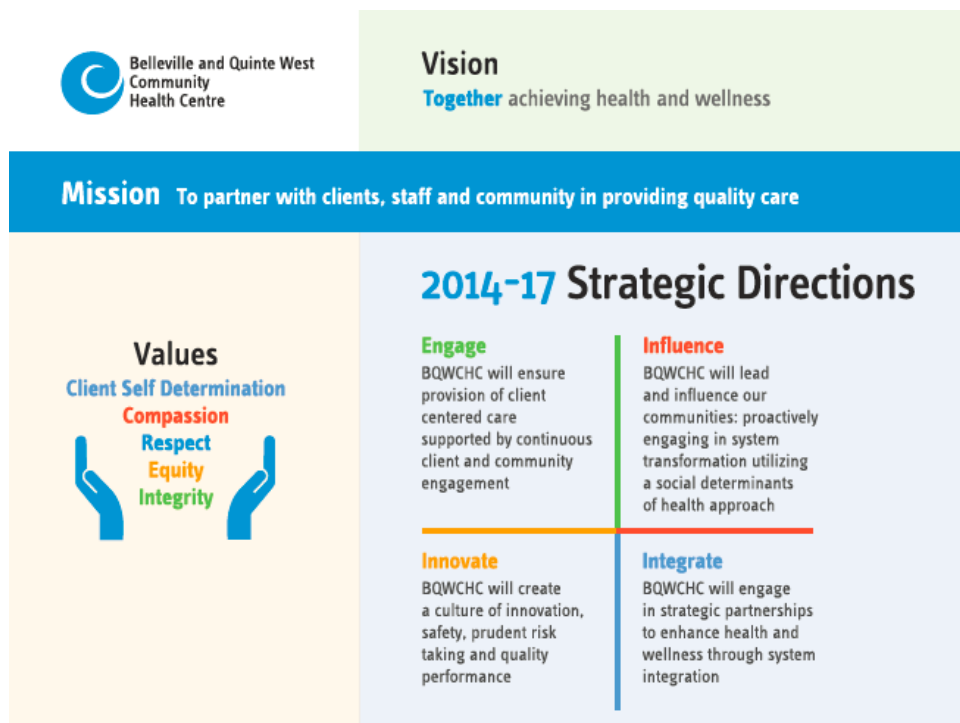 Belleville and Quinte West
Community
Health Centre
Vision
Together achieving health and wellness
Mission To partner with clients, staff and community in providing quality care
Values
Client Self Determination
Compassion
Respect
Equity
Integrity
2014-17 Strategic Directions
Engage
BQWCHC will ensure
provision of client
centered care
supported by continuous
client and community
engagement
Influence
BQWCHC will lead
and influence our
communities: proactively
engaging in system
transformation utilizing
a social determinants
of health approach
Innovate
BQWCHC will create
a culture of innovation,
safety, prudent risk
taking and quality
performance
Integrate
BQWCHC will engage
in strategic partnerships
to enhance health and
wellness through system
integration